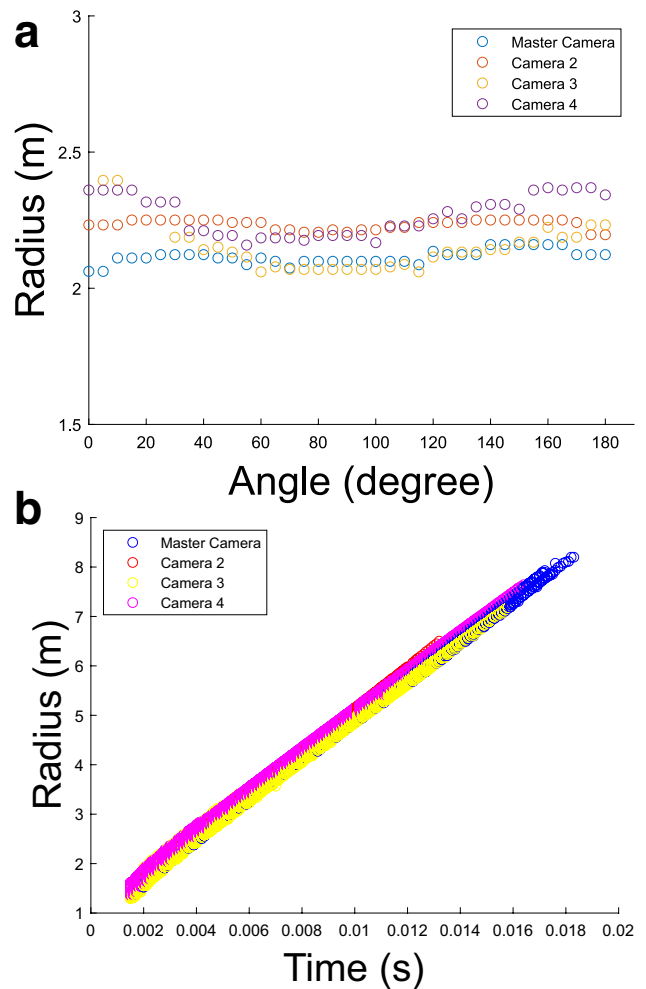 a
3
2.5
2
1.5
Radius (m)
Master Camera
Camera 2
Camera 3
Camera 4
0 20 40 60 80 100 120 140 160 180
Angle (degree)
b
9
8
7
6
5
4
3
2
1
Radius (m)
Master Camera
Camera 2
Camera 3
Camera 4
0 0.002 0.004 0.006 0.008 0.01 0.012 0.014 0.016 0.018 0.02
Time (s)